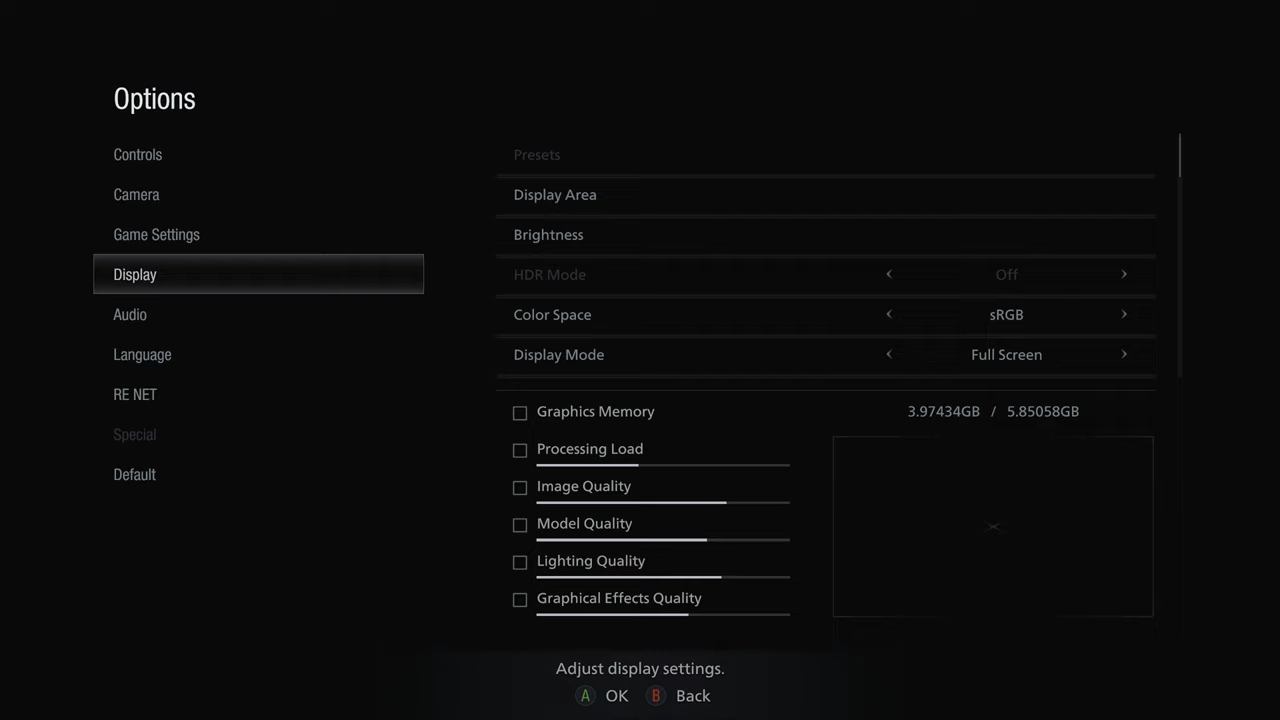 Options
Controls
Camera
Game Settings
Display
Audio
Language
RE NET
Special
Default
Presets
Display Area
Brightness
HDR Mode Off
Color Space sRGB
Display Mode Full Screen
Graphics Memory 3.97434GB / 5.85058GB
Processing Load
Image Quality
Model Quality
Lighting Quality
Graphical Effects Quality
Adjust display settings.
A OK B Back